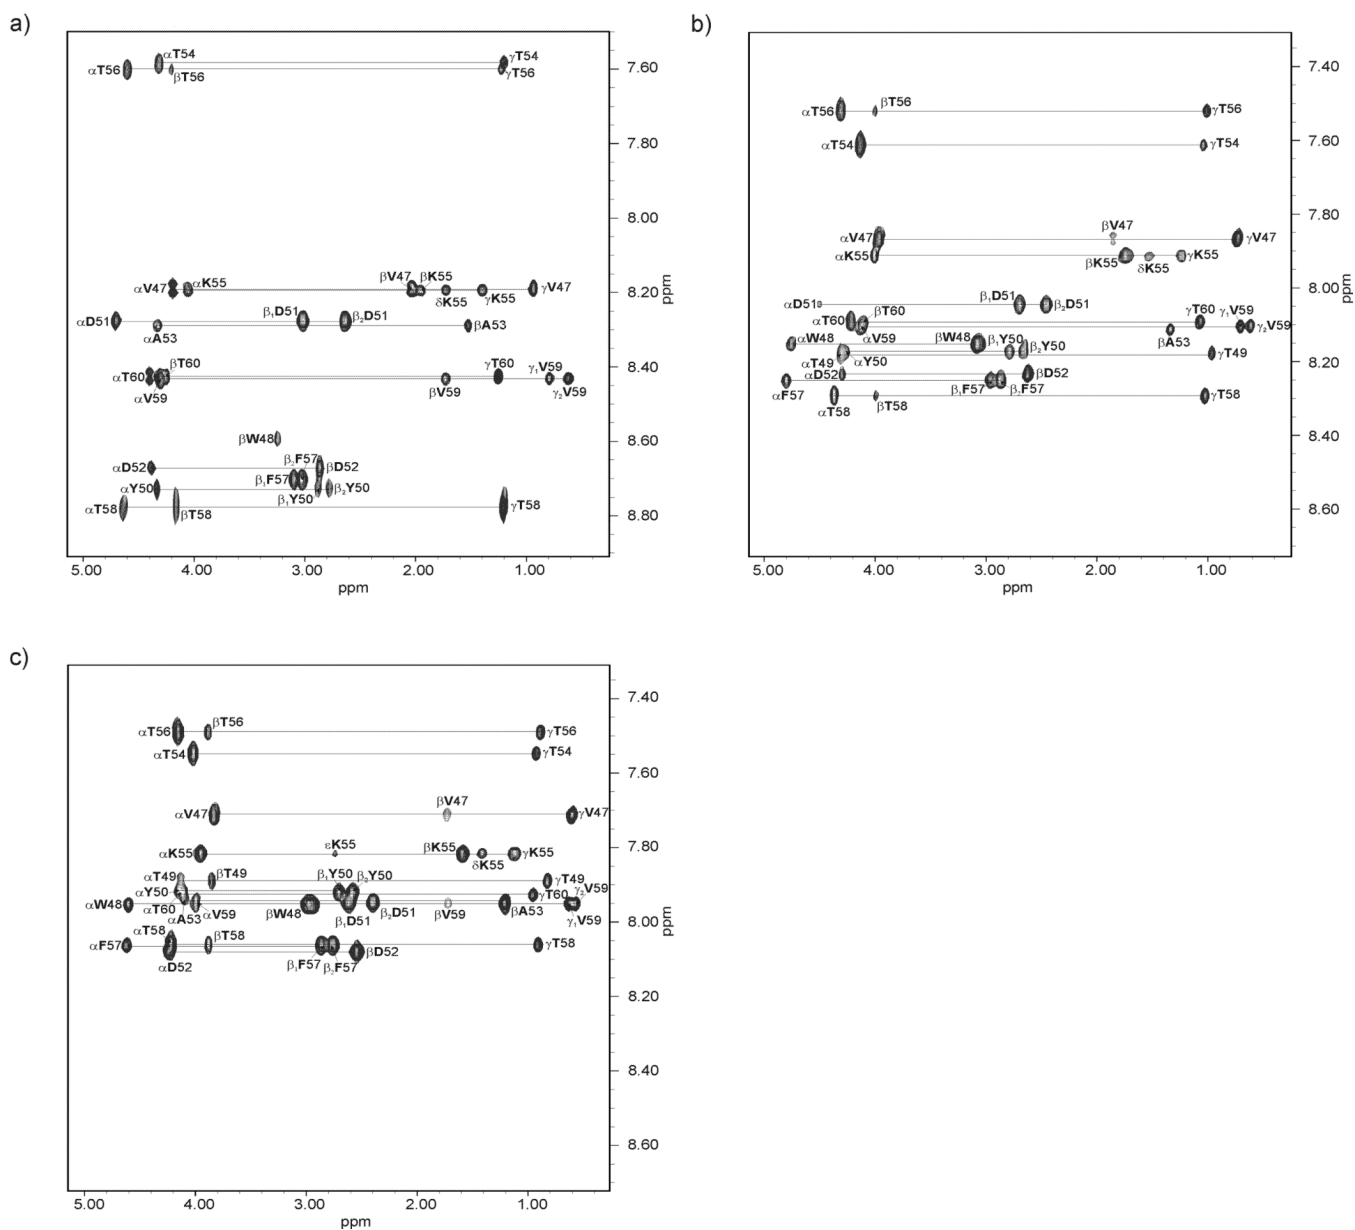 a)
αT54
γT54
7.60
αT56
βT56
γT56
7.80
8.00
βV47
βK55
αK55
αV47
γV47
8.20
δK55
γK55
β₁D51
β₂D51
αD51
βA53
αA53
βT60
γT60
γ₁V59
8.40
αT60
βV59
γ₂V59
αV59
8.60
βW48
β₂F57
αD52
βD52
β₁F57
αY50
β₂Y50
β₁Y50
αT58
βT58
γT58
8.80
5.00
4.00
3.00
2.00
1.00
ppm
ppm
b)
7.40
βT56
αT56
γT56
7.60
αT54
γT54
7.80
βV47
αV47
γV47
αK55
γK55
βK55
δK55
8.00
β₁D51
αD51
β₂D51
βT60
γT60
γ₁V59
αT60
γ₂V59
βA53
αV59
αW48
βW48
β₁Y50
β₂Y50
γT49
αT49
αY50
8.20
αD52
βD52
αF57
β₁F57
β₂F57
αT58
βT58
γT58
8.40
8.60
5.00
4.00
3.00
2.00
1.00
ppm
ppm
c)
7.40
βT56
αT56
γT56
αT54
γT54
7.60
βV47
αV47
γV47
7.80
εK55
αK55
βK55
γK55
δK55
αT49
βT49
β₁Y50
β₂Y50
γT49
γ₂V59
αY50
γT60
αW48
αT60
αA53
αV59
βW48
β₁D51
β₂D51
βV59
βA53
γ₁V59
8.00
αT58
βT58
αF57
γT58
βD52
αD52
β₁F57
β₂F57
8.20
8.40
8.60
5.00
4.00
3.00
2.00
1.00
ppm
ppm